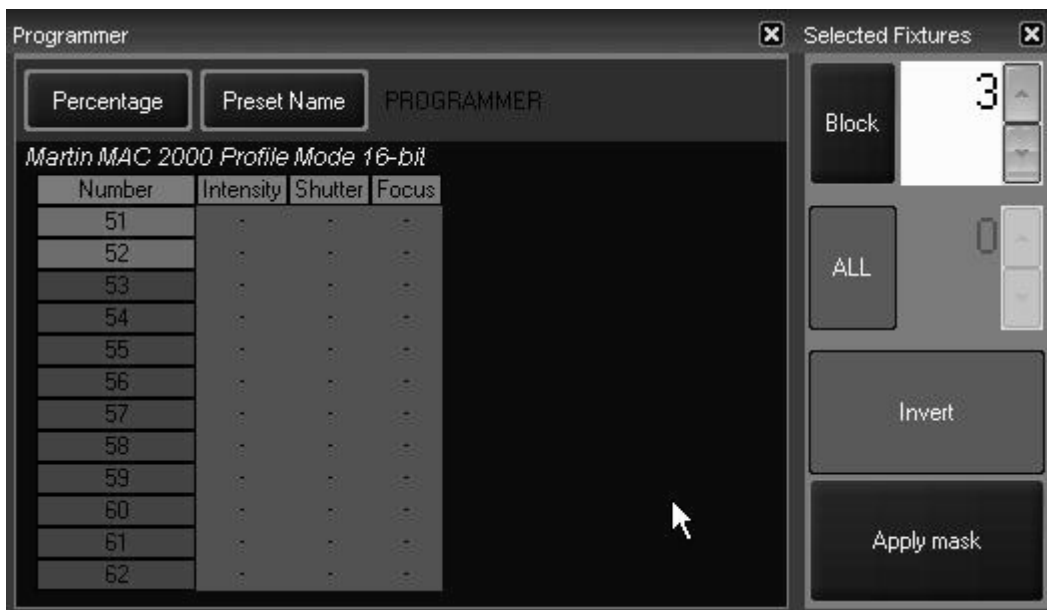 Programmer
Percentage Preset Name PROGRAMMER
Martin MAC 2000 Profile Mode 16-bit
Number Intensity Shutter Focus
51 - - -
52 - - -
53 - - -
54 - - -
55 - - -
56 - - -
57 - - -
58 - - -
59 - - -
60 - - -
61 - - -
62 - - -
Selected Fixtures
Block 3
ALL 0
Invert
Apply mask